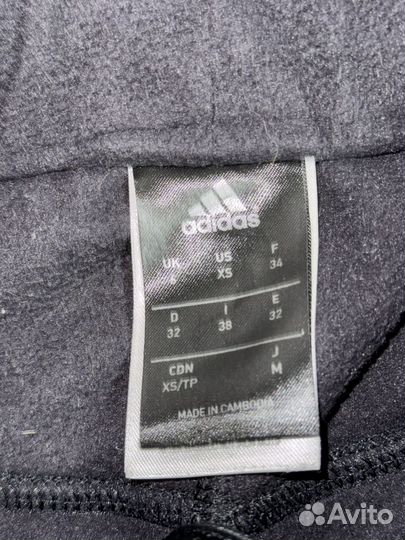 adidas
UK US F
XS 34
D I E
32 38 32
CDN J
XS/TP M
MADE IN CAMBODIA
Avito